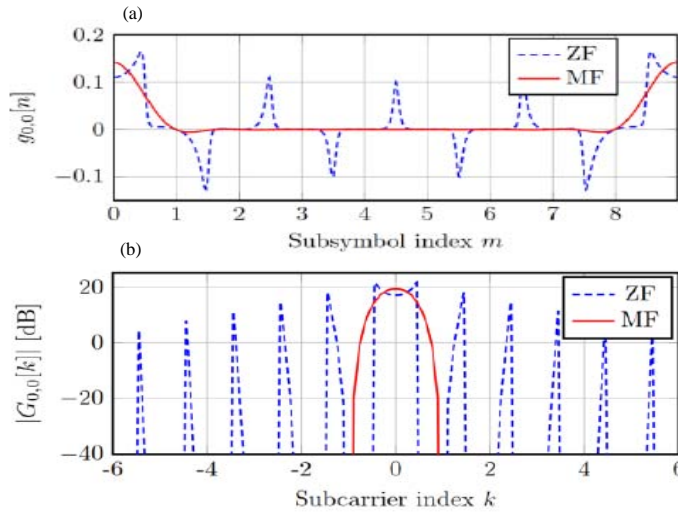 (a)
0.2
0.1
0
−0.1
g0,0[n]
ZF
MF
0 1 2 3 4 5 6 7 8
Subsymbol index m
(b)
20
0
−20
−40
|G0,0[k]| [dB]
ZF
MF
-6 -4 -2 0 2 4 6
Subcarrier index k